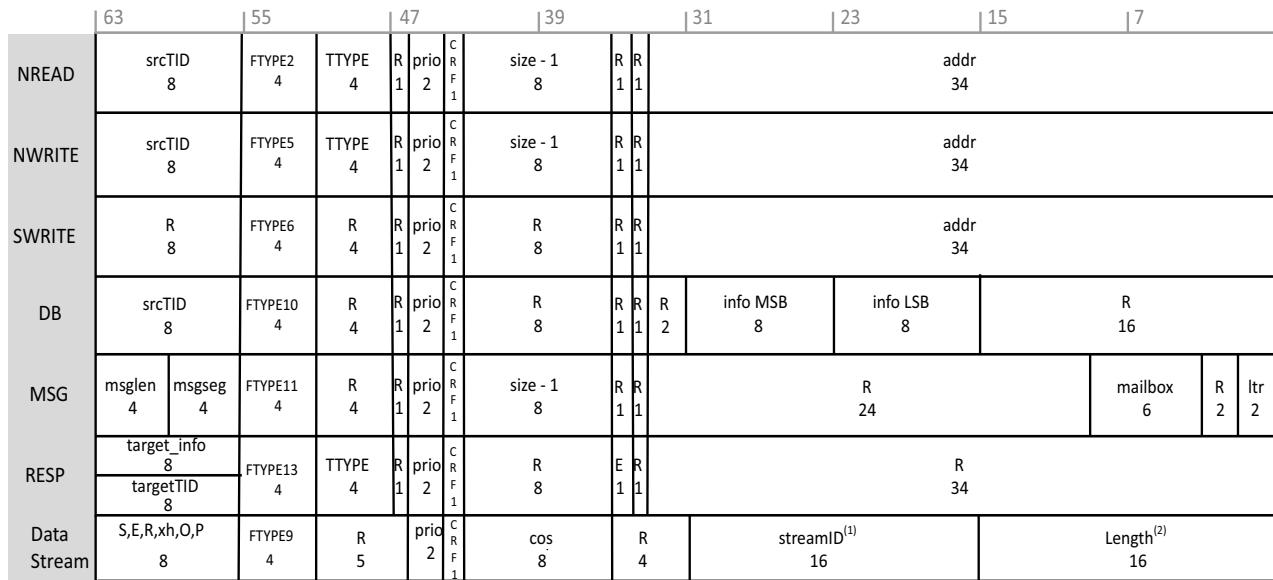 63 55 47 39 31 23 15 7
NREAD srcTID 8 FTYPE2 4 TTYPE 4 R 1 prio 2 C R F 1 size - 1 8 R 1 R 1 addr 34
NWRITE srcTID 8 FTYPE5 4 TTYPE 4 R 1 prio 2 C R F 1 size - 1 8 R 1 R 1 addr 34
SWRITE R 8 FTYPE6 4 R 4 R 1 prio 2 C R F 1 R 8 R 1 R 1 addr 34
DB srcTID 8 FTYPE10 4 R 4 R 1 prio 2 C R F 1 R 8 R 1 R 1 R 2 info MSB 8 info LSB 8 R 16
MSG msglen 4 msgseg 4 FTYPE11 4 R 4 R 1 prio 2 C R F 1 size - 1 8 R 1 R 1 R 24 mailbox 6 R 2 ltr 2
RESP target_info 8 targetTID 8 FTYPE13 4 TTYPE 4 R 1 prio 2 C R F 1 R 8 E 1 R 1 R 34
Data Stream S,E,R,xh,O,P 8 FTYPE9 4 R 5 prio 2 C R F 1 cos 8 R 4 streamID(1) 16 Length(2) 16